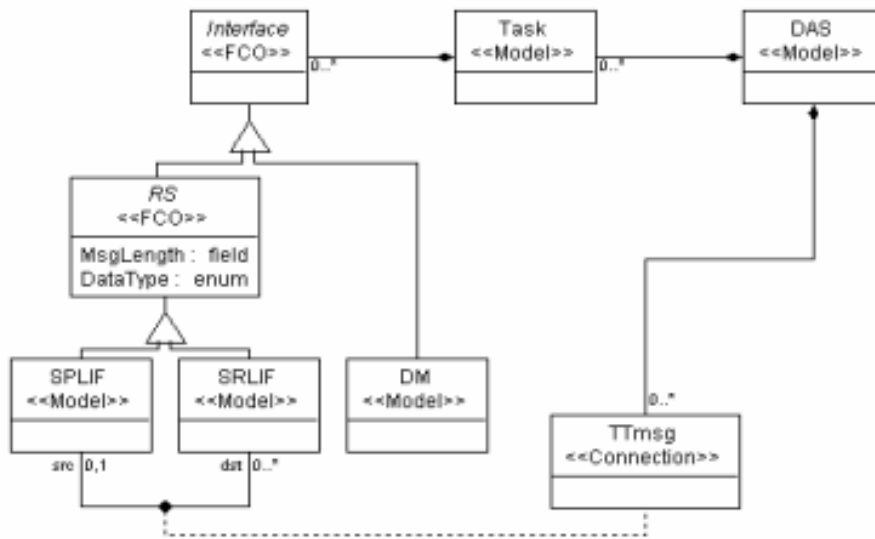 Interface
<<FCO>>
0..*
Task
<<Model>>
0..*
DAS
<<Model>>
RS
<<FCO>>
MsgLength : field
DataType : enum
SPLIF
<<Model>>
SRLIF
<<Model>>
DM
<<Model>>
0..*
TTmsg
<<Connection>>
src 0,1
dst 0..*